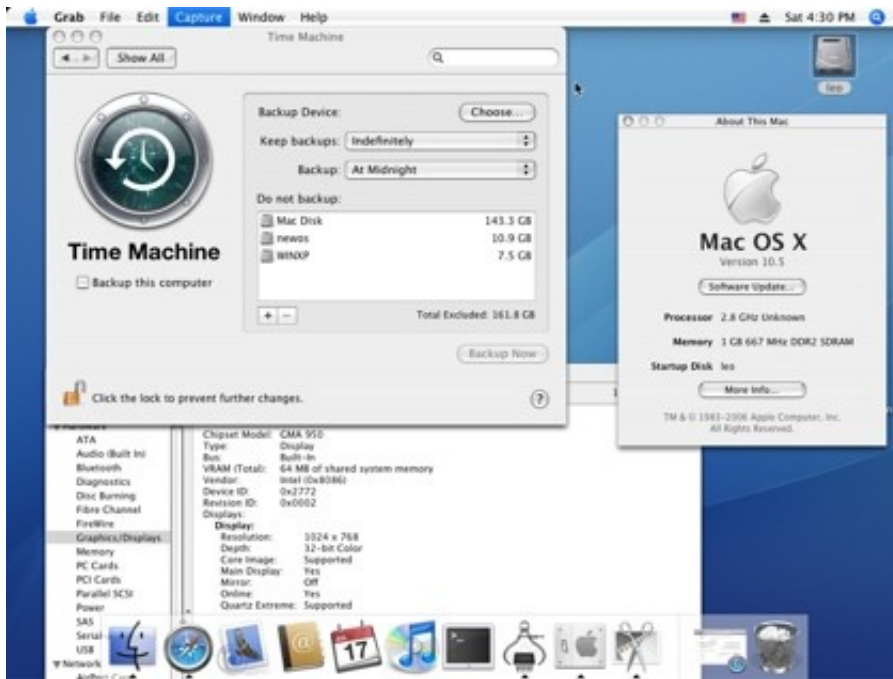 Grab File Edit Capture Window Help
Sat 4:30 PM
Time Machine
Show All
leo
Backup Device:
Choose...
Keep backups:
Indefinitely
Backup:
At Midnight
Do not backup:
Mac Disk 143.3 GB
newos 10.9 GB
WINXP 7.5 GB
+ −
Total Excluded: 161.8 GB
Time Machine
Backup this computer
Backup Now
Click the lock to prevent further changes.
?
About This Mac
Mac OS X
Version 10.5
Software Update...
Processor 2.8 GHz Unknown
Memory 1 GB 667 MHz DDR2 SDRAM
Startup Disk leo
More Info...
TM & © 1983-2006 Apple Computer, Inc.
All Rights Reserved.
ATA
Audio (Built In)
Bluetooth
Diagnostics
Disc Burning
Fibre Channel
FireWire
Graphics/Displays
Memory
PC Cards
PCI Cards
Parallel SCSI
Power
SAS
Serial-
USB
Network
Chipset Model: GMA 950
Type: Display
Bus: Built-In
VRAM (Total): 64 MB of shared system memory
Vendor: Intel (0x8086)
Device ID: 0x2772
Revision ID: 0x0002
Displays:
Display:
Resolution: 1024 x 768
Depth: 32-bit Color
Core Image: Supported
Main Display: Yes
Mirror: Off
Online: Yes
Quartz Extreme: Supported
17